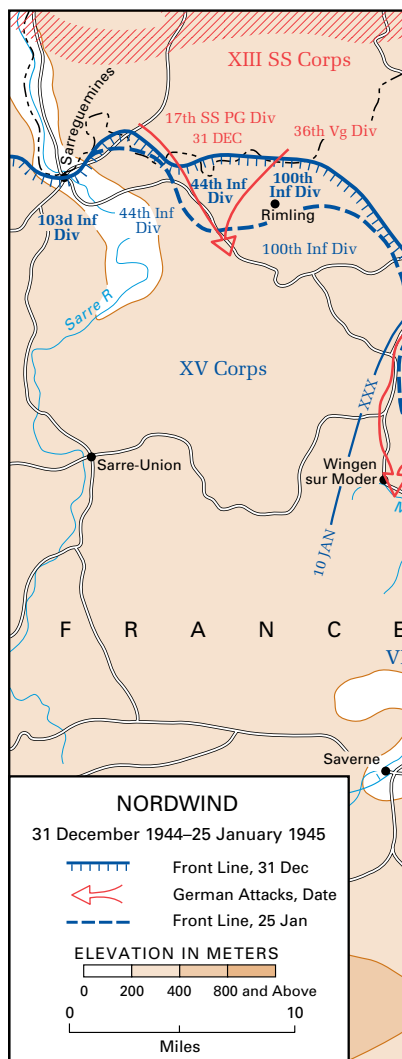 XIII SS Corps
17th SS PG Div
31 DEC
36th Vg Div
Sarreguemines
44th Inf
Div
100th
Inf Div
Rimling
103d Inf
Div
44th Inf
Div
100th Inf Div
Sarre R
XV Corps
XXX
Sarre-Union
Wingen
sur Moder
M
10 JAN
F R A N C E
VI
Saverne
NORDWIND
31 December 1944–25 January 1945
Front Line, 31 Dec
German Attacks, Date
Front Line, 25 Jan
ELEVATION IN METERS
0 200 400 800 and Above
0 10
Miles